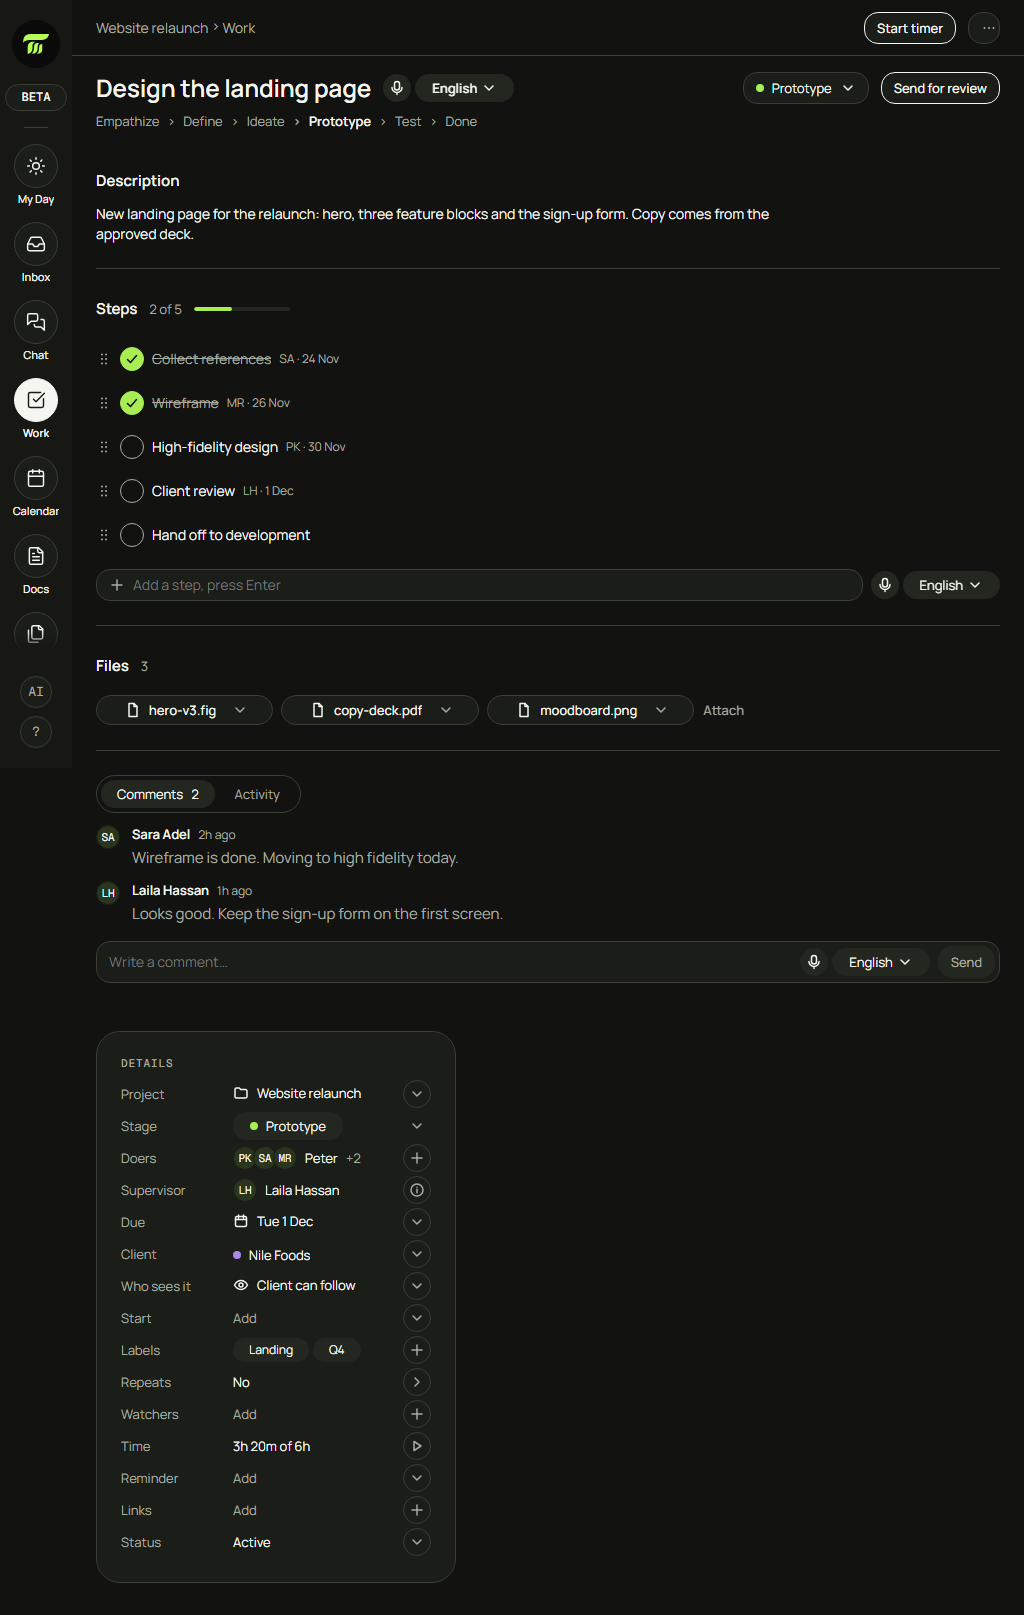 Website relaunch > Work
Start timer
...
BETA
My Day
Inbox
Chat
Work
Calendar
Docs
AI
?
Design the landing page
English
Prototype
Send for review
Empathize > Define > Ideate > Prototype > Test > Done
Description
New landing page for the relaunch: hero, three feature blocks and the sign-up form. Copy comes from the
approved deck.
Steps 2 of 5
Collect references SA · 24 Nov
Wireframe MR · 26 Nov
High-fidelity design PK · 30 Nov
Client review LH · 1 Dec
Hand off to development
Add a step, press Enter
English
Files 3
hero-v3.fig
copy-deck.pdf
moodboard.png
Attach
Comments 2
Activity
SA Sara Adel 2h ago
Wireframe is done. Moving to high fidelity today.
LH Laila Hassan 1h ago
Looks good. Keep the sign-up form on the first screen.
Write a comment...
English
Send
DETAILS
Project Website relaunch
Stage Prototype
Doers PK SA MR Peter +2
Supervisor LH Laila Hassan
Due Tue 1 Dec
Client Nile Foods
Who sees it Client can follow
Start Add
Labels Landing Q4
Repeats No
Watchers Add
Time 3h 20m of 6h
Reminder Add
Links Add
Status Active